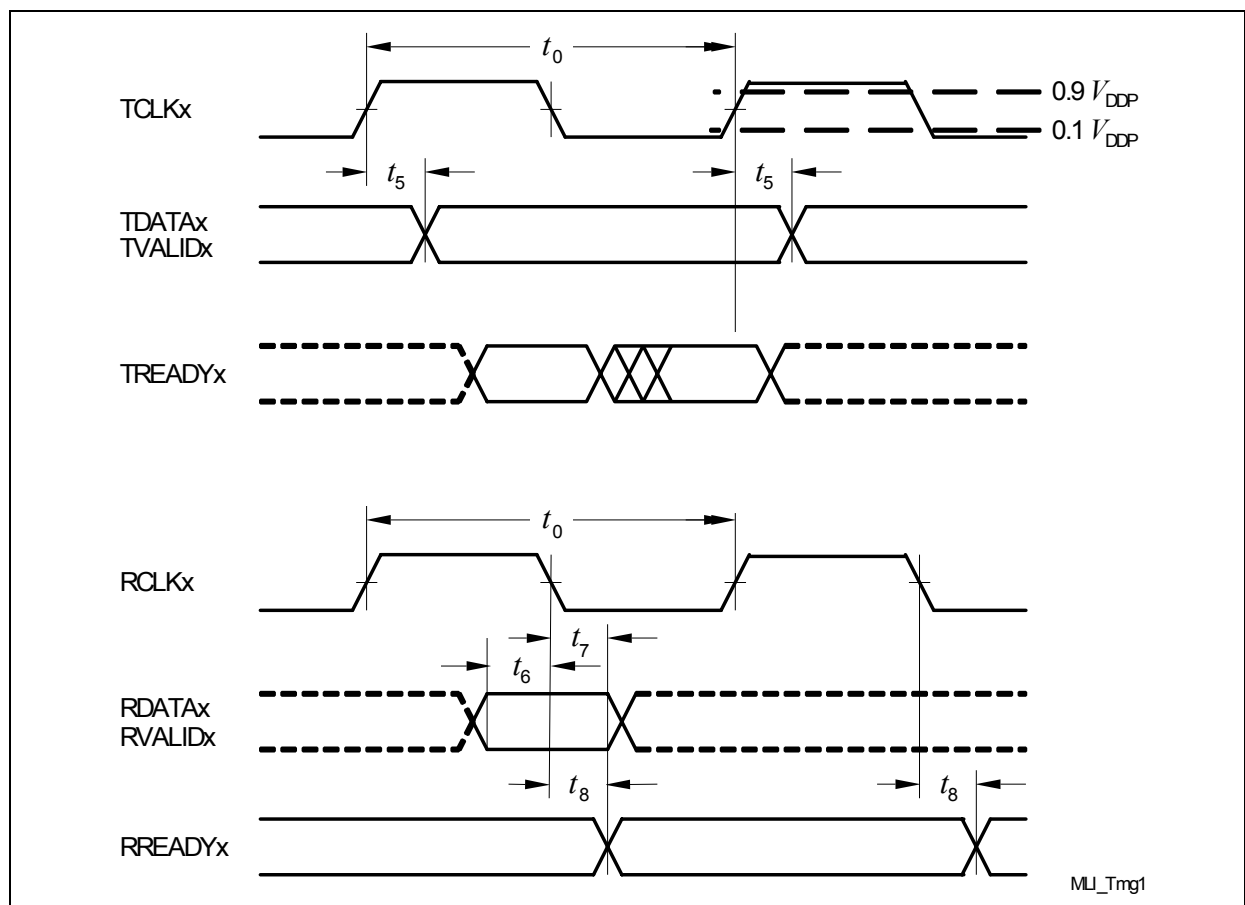 t0
TCLKx
0.9 VDDP
0.1 VDDP
t5
t5
TDATAx
TVALIDx
TREADYx
t0
RCLKx
t7
t6
RDATAx
RVALIDx
t8
t8
RREADYx
MLI_Tmg1